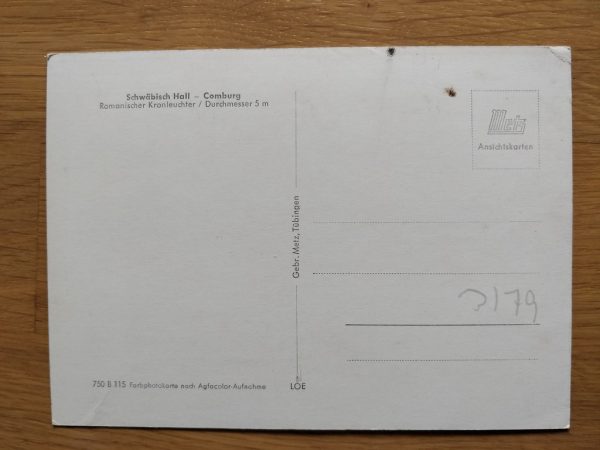 Schwäbisch Hall – Comburg
Romanischer Kronleuchter / Durchmesser 5 m
Metz
Ansichtskarten
Gebr. Metz, Tübingen
750 B 115 Farbphotokarte nach Agfacolor-Aufnahme
LOE